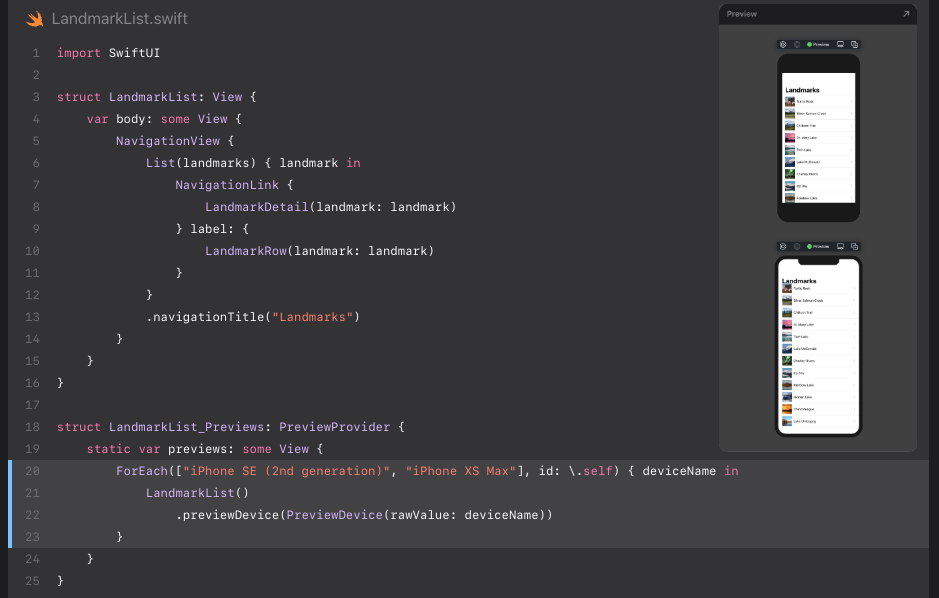 LandmarkList.swift
1 import SwiftUI
2
3 struct LandmarkList: View {
4 var body: some View {
5 NavigationView {
6 List(landmarks) { landmark in
7 NavigationLink {
8 LandmarkDetail(landmark: landmark)
9 } label: {
10 LandmarkRow(landmark: landmark)
11 }
12 }
13 .navigationTitle("Landmarks")
14 }
15 }
16 }
17
18 struct LandmarkList_Previews: PreviewProvider {
19 static var previews: some View {
20 ForEach(["iPhone SE (2nd generation)", "iPhone XS Max"], id: \.self) { deviceName in
21 LandmarkList()
22 .previewDevice(PreviewDevice(rawValue: deviceName))
23 }
24 }
25 }
Preview
Preview
Landmarks
Turtle Rock
Silver Salmon Creek
Chilkoot Trail
St. Mary Lake
Twin Lake
Lake McDonald
Charley Rivers
Icy Bay
Rainbow Lake
Preview
Landmarks
Turtle Rock
Silver Salmon Creek
Chilkoot Trail
St. Mary Lake
Twin Lake
Lake McDonald
Charley Rivers
Icy Bay
Rainbow Lake
Hidden Lake
Chincoteague
Lake Umbagog